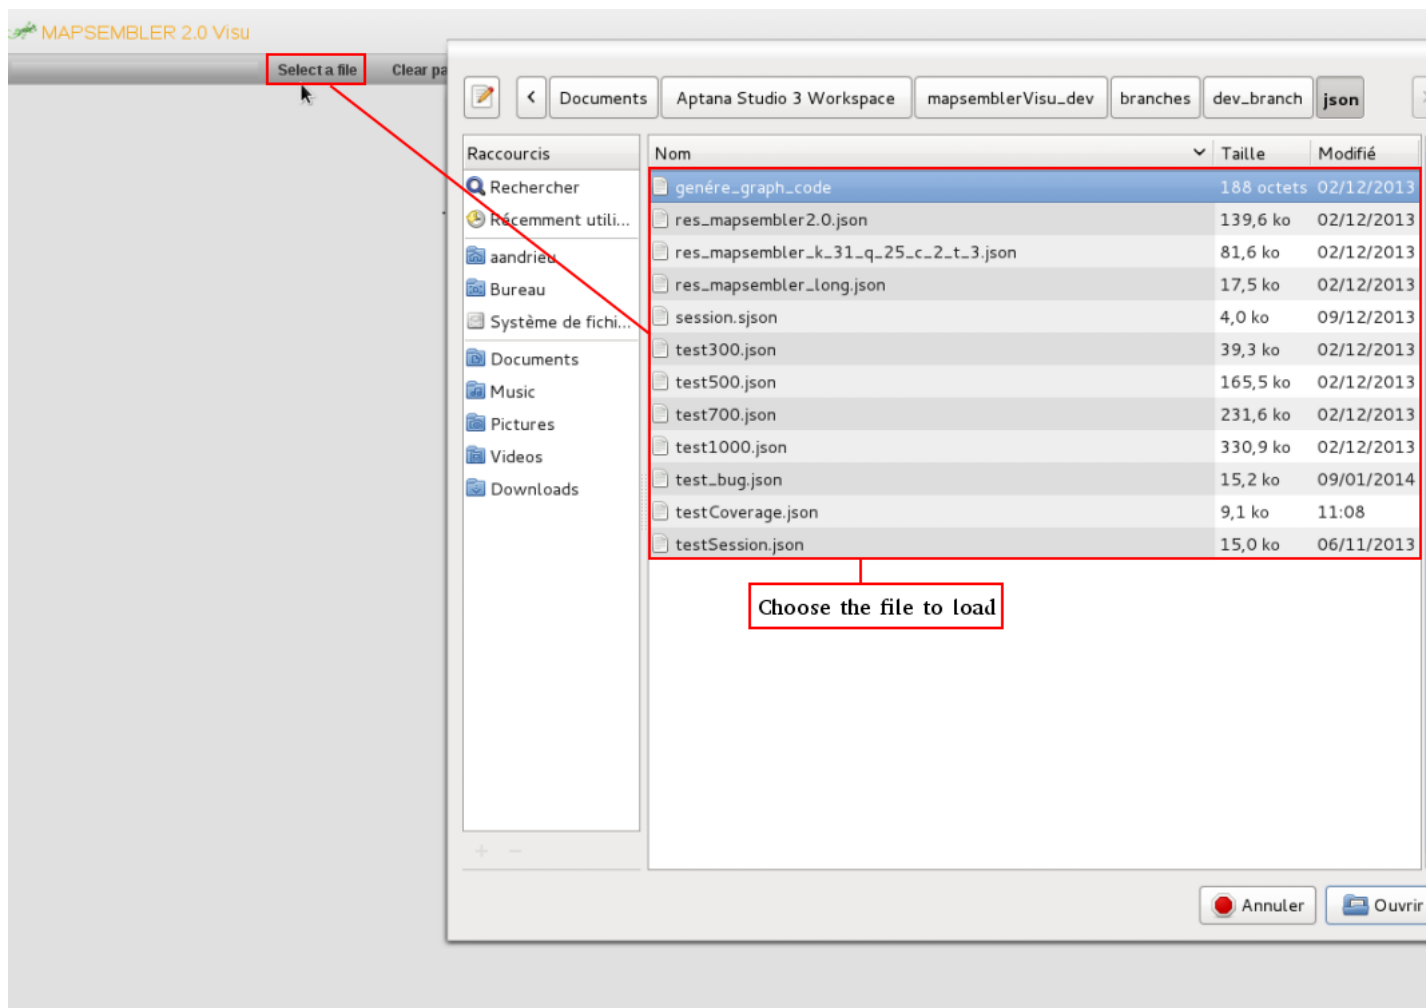 MAPSEMBLER 2.0 Visu
Select a file Clear pa
< Documents Aptana Studio 3 Workspace mapsemblerVisu_dev branches dev_branch json
Raccourcis Nom Taille Modifié
Rechercher genére_graph_code 188 octets 02/12/2013
Récemment utili... res_mapsembler2.0.json 139,6 ko 02/12/2013
aandrieu res_mapsembler_k_31_q_25_c_2_t_3.json 81,6 ko 02/12/2013
Bureau res_mapsembler_long.json 17,5 ko 02/12/2013
Système de fichi... session.sjson 4,0 ko 09/12/2013
Documents test300.json 39,3 ko 02/12/2013
Music test500.json 165,5 ko 02/12/2013
Pictures test700.json 231,6 ko 02/12/2013
Videos test1000.json 330,9 ko 02/12/2013
Downloads test_bug.json 15,2 ko 09/01/2014
testCoverage.json 9,1 ko 11:08
testSession.json 15,0 ko 06/11/2013
Choose the file to load
Annuler Ouvrir